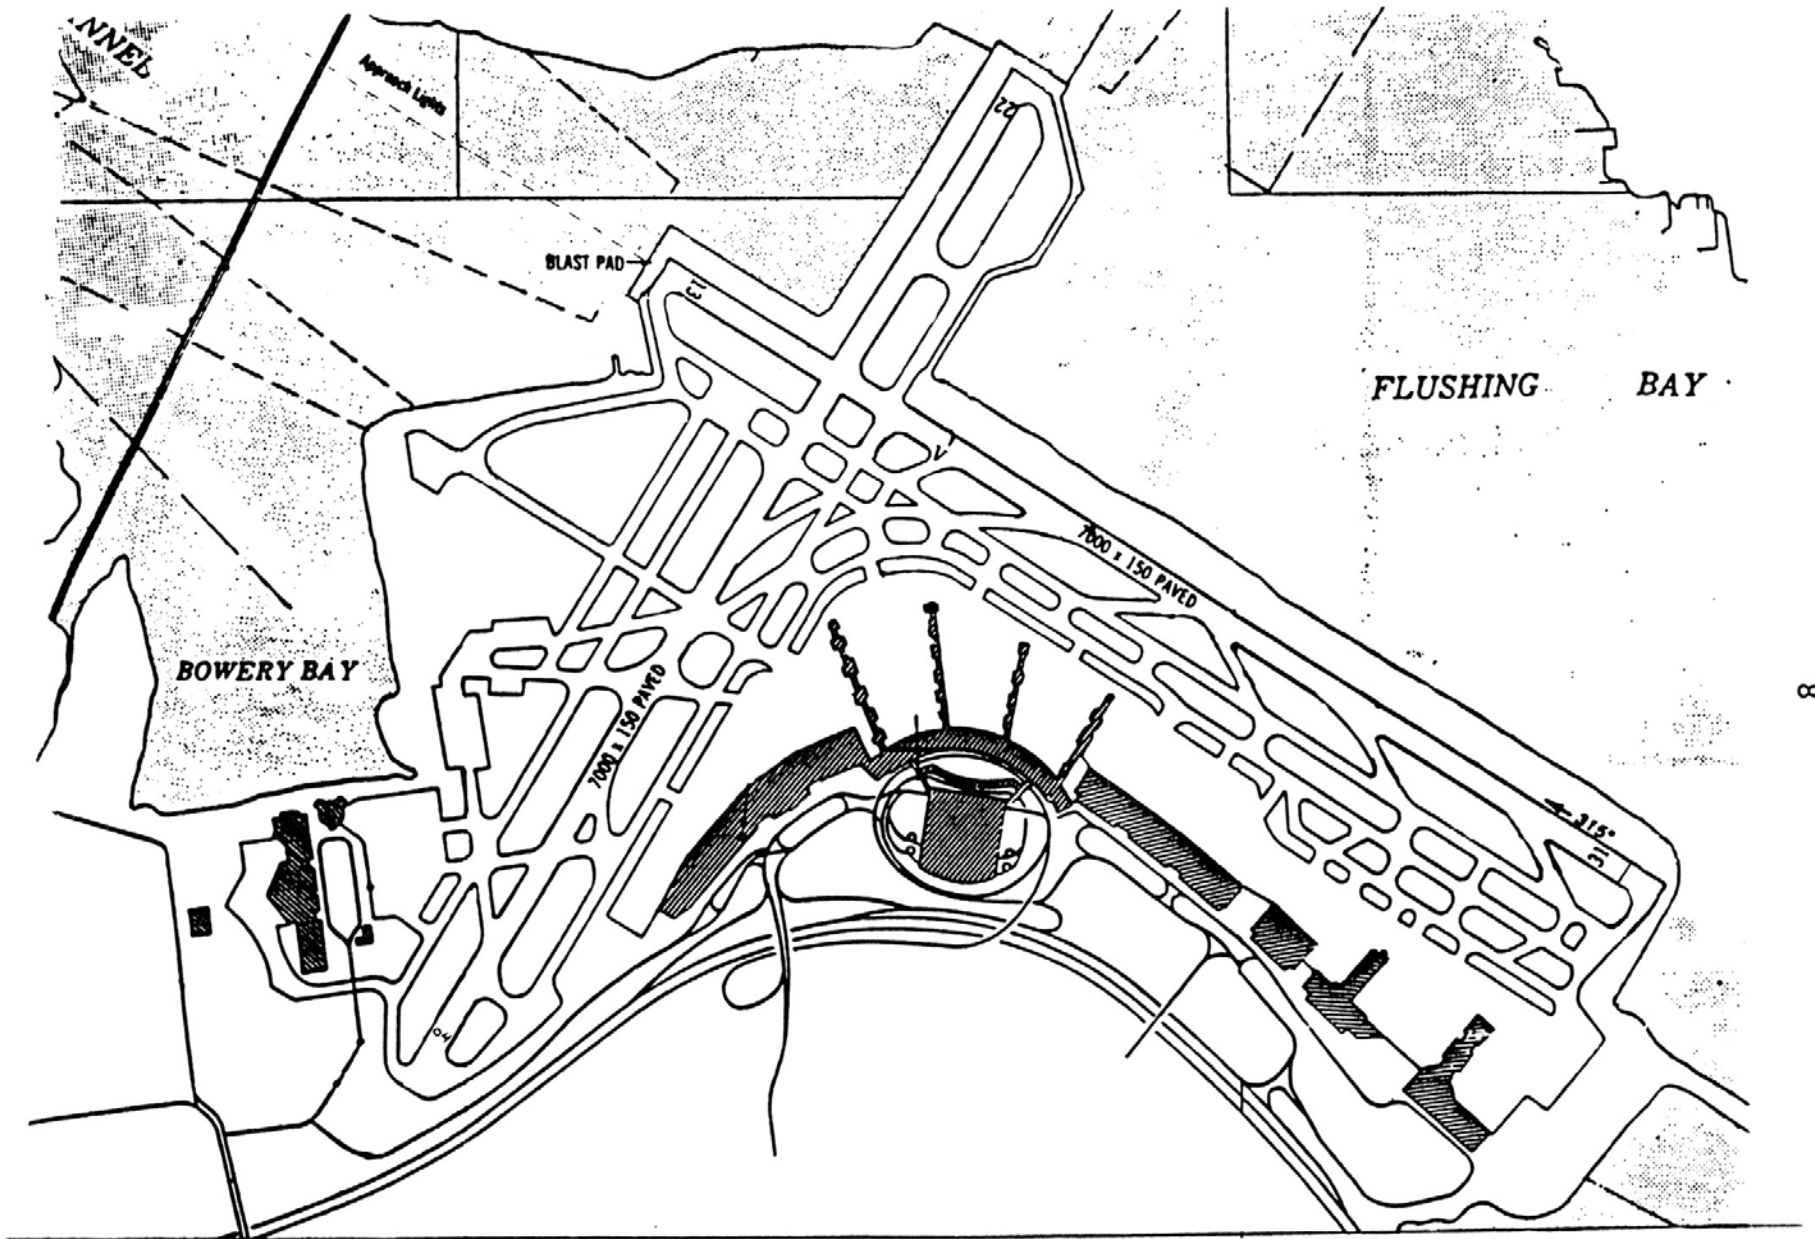 NNEL
Approach Lights
22
BLAST PAD
13
FLUSHING BAY
V
7000 x 150 PAVED
BOWERY BAY
7000 x 150 PAVED
8
315°
31
04